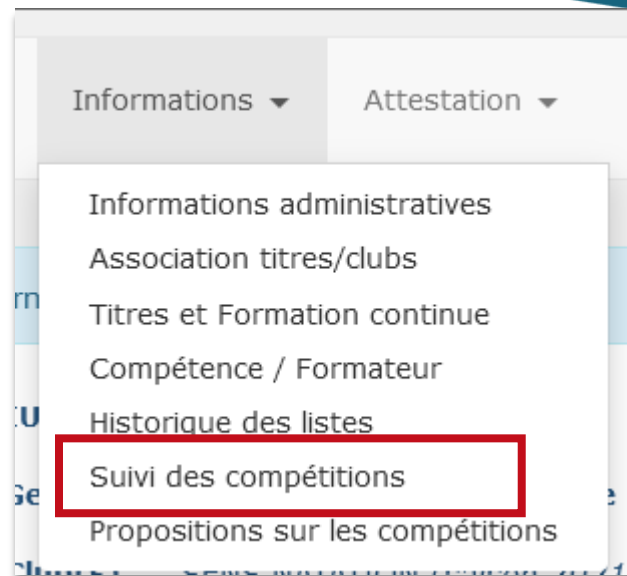 Informations Attestation
Informations administratives
Association titres/clubs
rn
Titres et Formation continue
Compétence / Formateur
Historique des listes
Suivi des compétitions
Propositions sur les compétitions